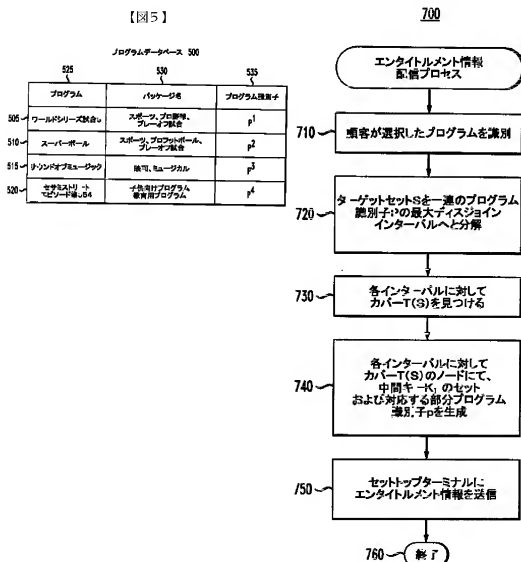 【図5】
プログラムデータベース 500
525
530
535
プログラム
パッケージ名
プログラム識別子
505
ワールドシリーズ試合
スポーツ、プロ野球、
プレーオフ試合
p1
510
スーパーボール
スポーツ、プロフットボール、
プレーオフ試合
p2
515
サウンドオブミュージック
映画、ミュージカル
p3
520
セサミストリート
エピソード
子供向けプログラム
教育用プログラム
p4
700
エンタイトルメント情報
配信プロセス
710
顧客が選択したプログラムを識別
720
ターゲットセットSを一連のプログラム
識別子Pの最大ディスジョイン
インターバルへと分解
730
各インターバルに対して
カバーT(S)を見つける
740
各インターバルに対して
カバーT(S)のノードにて、
中間キーKiのセット
および対応する部分プログラム
識別子pを生成
750
セットトップターミナルに
エンタイトルメント情報を送信
760
終了